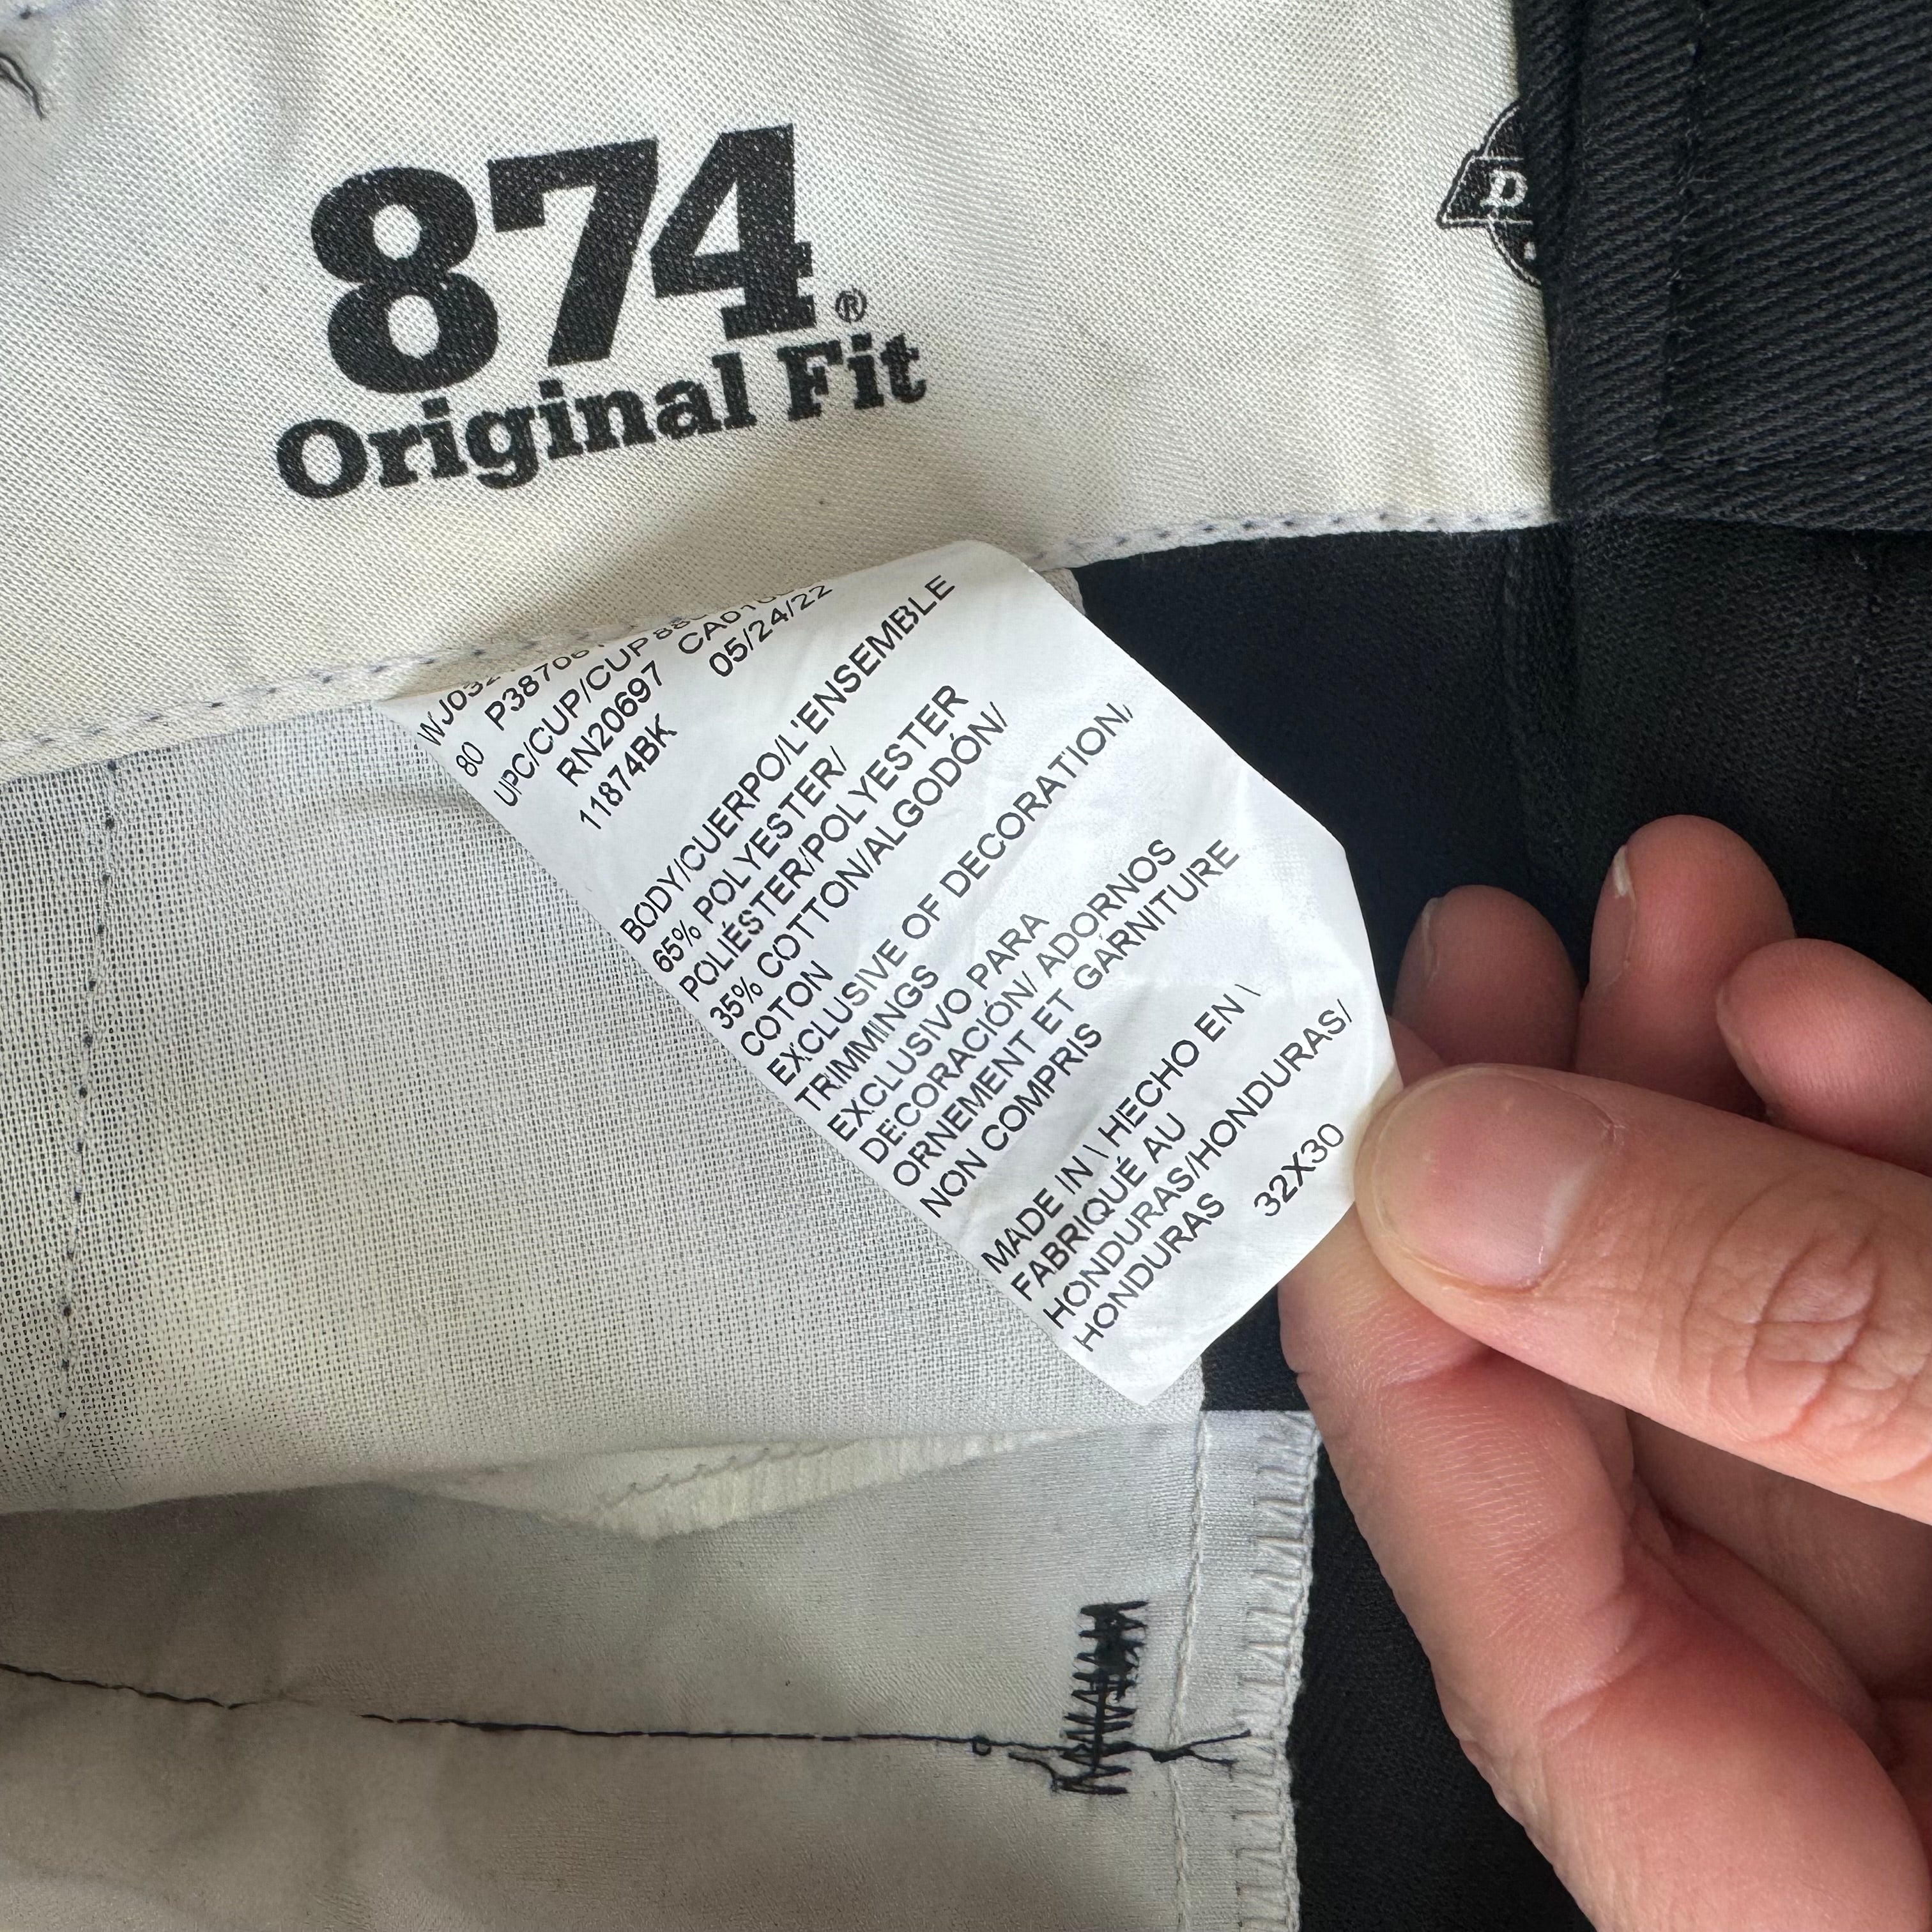 874®
Original Fit
80
UPC/CUP/CUP
RN20697
11874BK 05/24/22
BODY/CUERPO/L'ENSEMBLE
65% POLYESTER/
POLIÉSTER/POLYESTER
35% COTTON/ALGODÓN/
COTON
EXCLUSIVE OF DECORATION,
TRIMMINGS
EXCLUSIVO PARA
DECORACIÓN/ ADORNOS
ORNEMENT ET GARNITURE
NON COMPRIS
MADE IN \ HECHO EN \
FABRIQUÉ AU
HONDURAS/HONDURAS/
HONDURAS 32X30